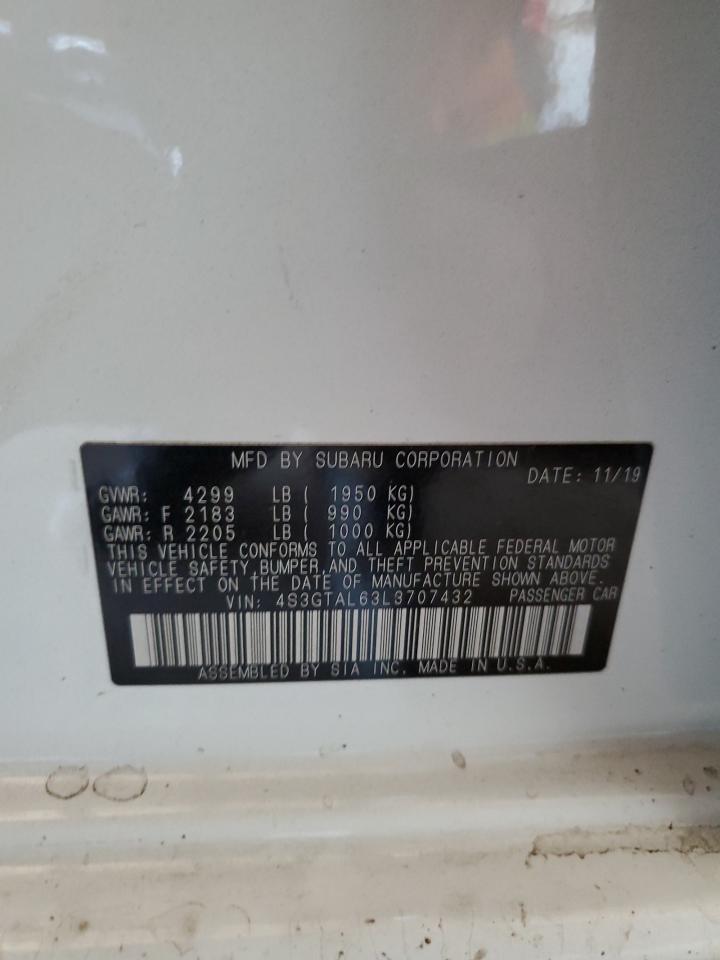 MFD BY SUBARU CORPORATION
DATE: 11/19
GVWR: 4299 LB ( 1950 KG)
GAWR: F 2183 LB ( 990 KG)
GAWR: R 2205 LB ( 1000 KG)
THIS VEHICLE CONFORMS TO ALL APPLICABLE FEDERAL MOTOR
VEHICLE SAFETY,BUMPER,AND THEFT PREVENTION STANDARDS
IN EFFECT ON THE DATE OF MANUFACTURE SHOWN ABOVE.
VIN: 4S3GTAL63L3707432 PASSENGER CAR
ASSEMBLED BY SIA INC. MADE IN U.S.A.